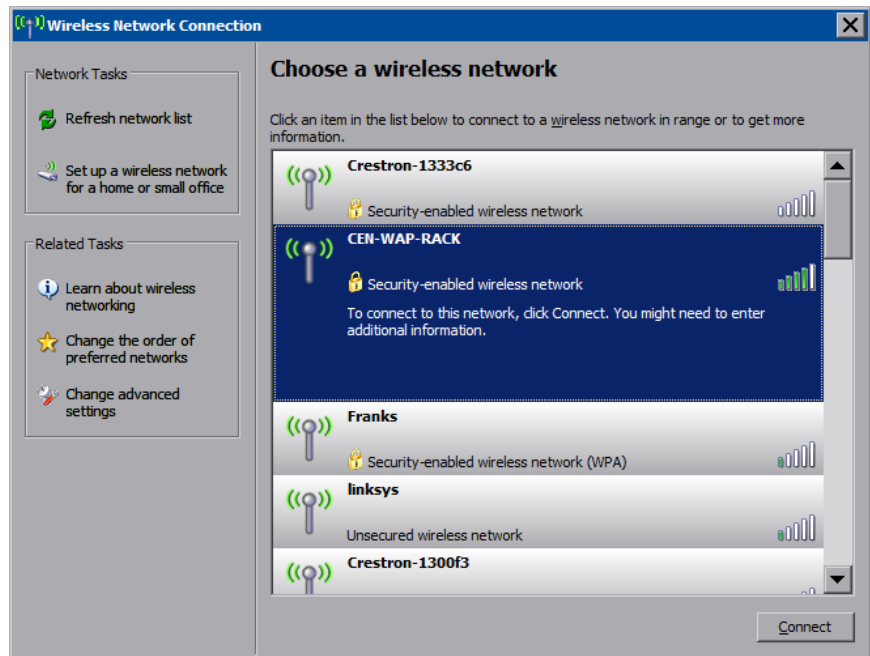 Wireless Network Connection
Network Tasks
Refresh network list
Set up a wireless network
for a home or small office
Related Tasks
Learn about wireless
networking
Change the order of
preferred networks
Change advanced
settings
Choose a wireless network
Click an item in the list below to connect to a wireless network in range or to get more
information.
Crestron-1333c6
Security-enabled wireless network
CEN-WAP-RACK
Security-enabled wireless network
To connect to this network, click Connect. You might need to enter
additional information.
Franks
Security-enabled wireless network (WPA)
linksys
Unsecured wireless network
Crestron-1300f3
Connect